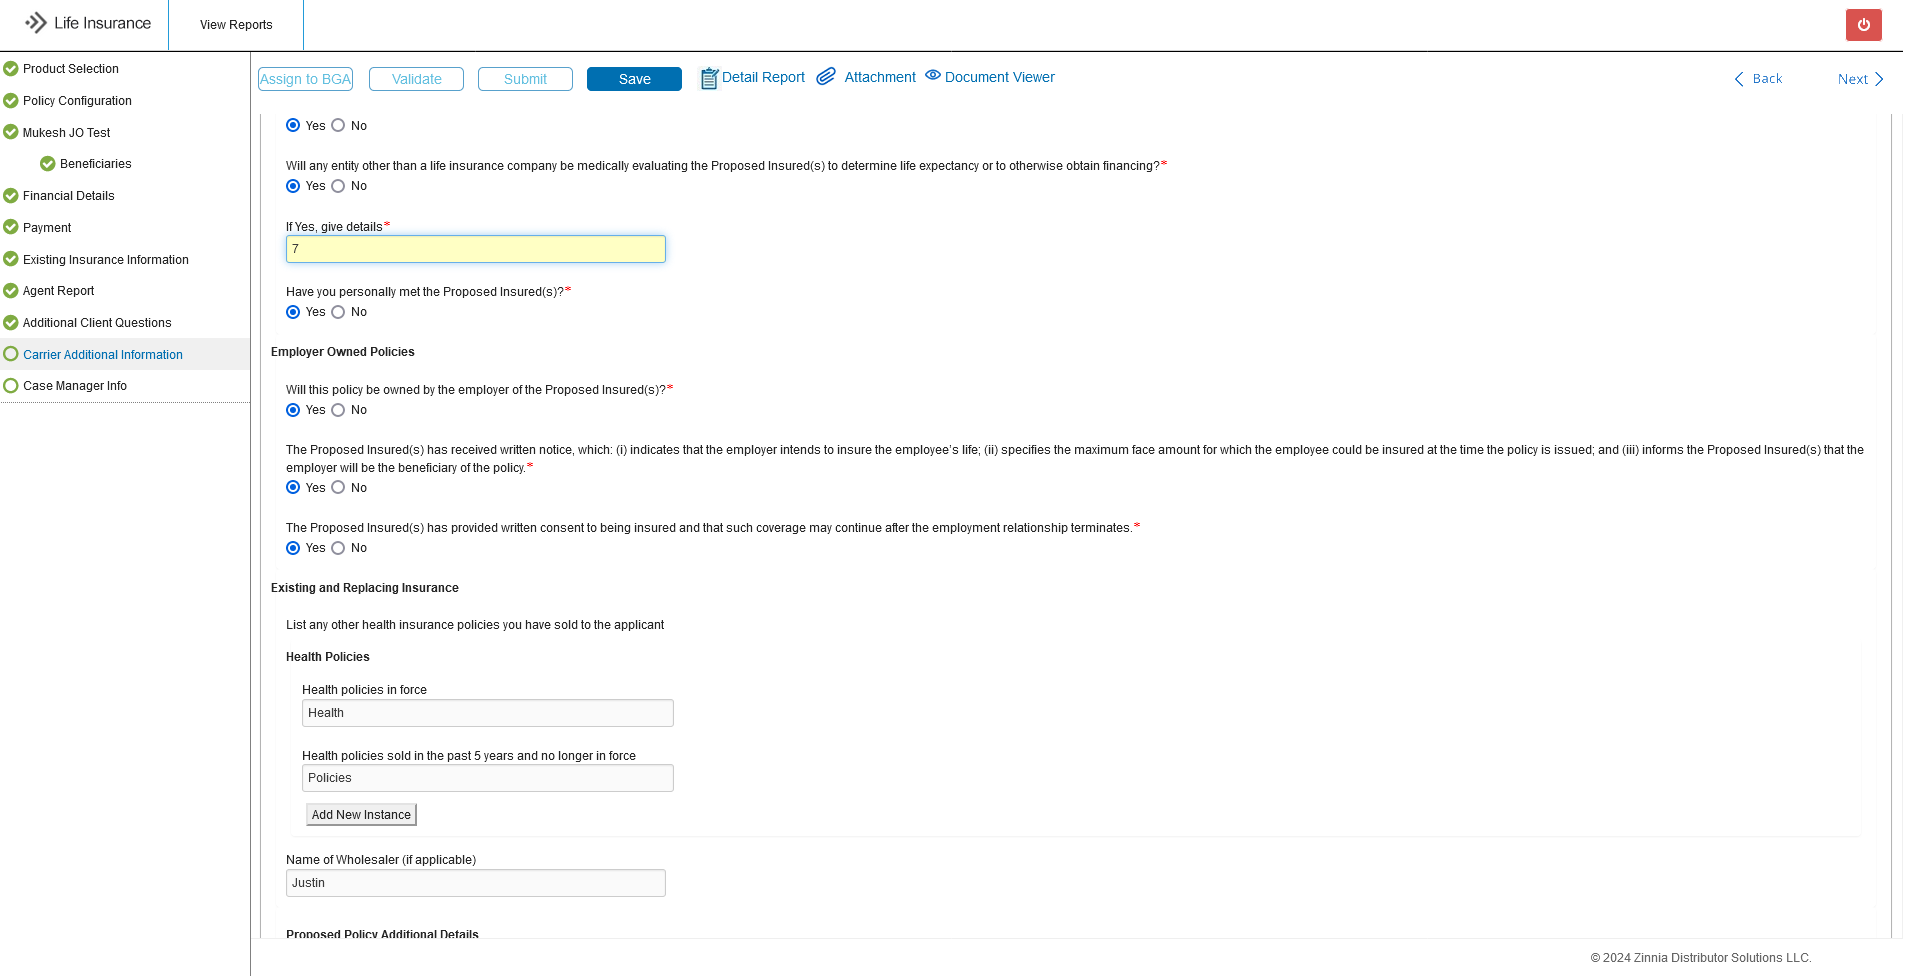 Life Insurance
View Reports
Product Selection
Policy Configuration
Mukesh JO Test
Beneficiaries
Financial Details
Payment
Existing Insurance Information
Agent Report
Additional Client Questions
Carrier Additional Information
Case Manager Info
Assign to BGA Validate Submit Save Detail Report Attachment Document Viewer Back Next
Yes No
Will any entity other than a life insurance company be medically evaluating the Proposed Insured(s) to determine life expectancy or to otherwise obtain financing?*
Yes No
If Yes, give details*
7
Have you personally met the Proposed Insured(s)?*
Yes No
Employer Owned Policies
Will this policy be owned by the employer of the Proposed Insured(s)?*
Yes No
The Proposed Insured(s) has received written notice, which: (i) indicates that the employer intends to insure the employee's life; (ii) specifies the maximum face amount for which the employee could be insured at the time the policy is issued; and (iii) informs the Proposed Insured(s) that the
employer will be the beneficiary of the policy.*
Yes No
The Proposed Insured(s) has provided written consent to being insured and that such coverage may continue after the employment relationship terminates.*
Yes No
Existing and Replacing Insurance
List any other health insurance policies you have sold to the applicant
Health Policies
Health policies in force
Health
Health policies sold in the past 5 years and no longer in force
Policies
Add New Instance
Name of Wholesaler (if applicable)
Justin
Proposed Policy Additional Details
© 2024 Zinnia Distributor Solutions LLC.